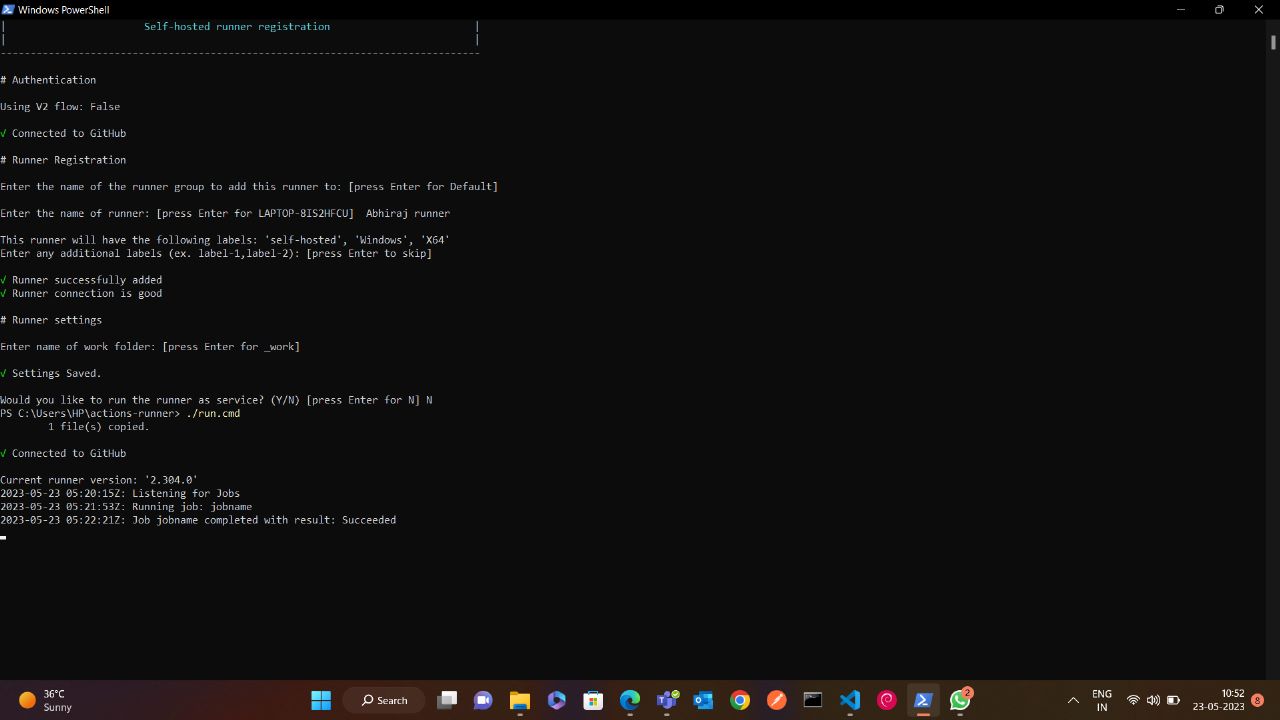 Windows PowerShell
| Self-hosted runner registration |
| |
--------------------------------------------------------------------------------
# Authentication
Using V2 flow: False
√ Connected to GitHub
# Runner Registration
Enter the name of the runner group to add this runner to: [press Enter for Default]
Enter the name of runner: [press Enter for LAPTOP-8IS2HFCU] Abhiraj runner
This runner will have the following labels: 'self-hosted', 'Windows', 'X64'
Enter any additional labels (ex. label-1,label-2): [press Enter to skip]
√ Runner successfully added
√ Runner connection is good
# Runner settings
Enter name of work folder: [press Enter for _work]
√ Settings Saved.
Would you like to run the runner as service? (Y/N) [press Enter for N] N
PS C:\Users\HP\actions-runner> ./run.cmd
1 file(s) copied.
√ Connected to GitHub
Current runner version: '2.304.0'
2023-05-23 05:20:15Z: Listening for Jobs
2023-05-23 05:21:53Z: Running job: jobname
2023-05-23 05:22:21Z: Job jobname completed with result: Succeeded
36°C
Sunny
Search
2
ENG
IN
10:52
23-05-2023
8